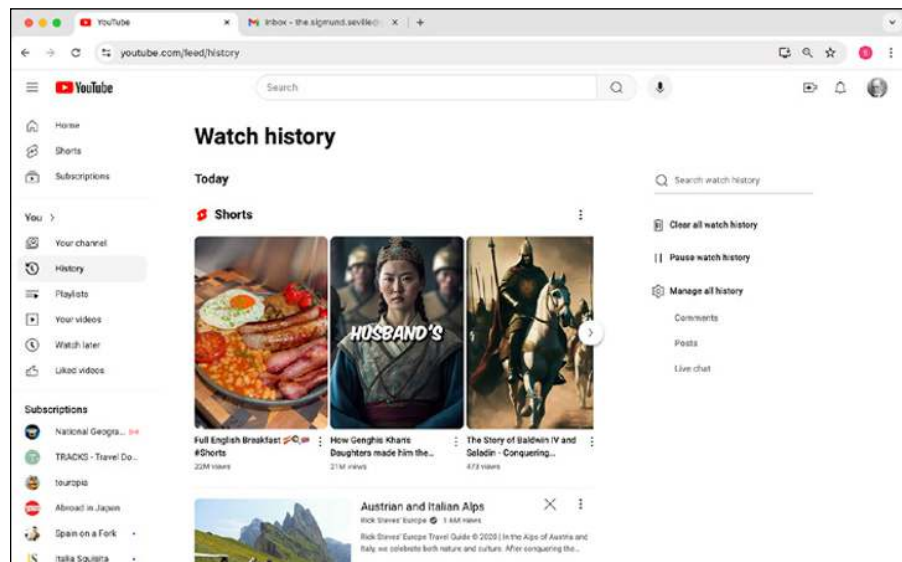 YouTube
Inbox - the.sigmund.seville@
youtube.com/feed/history
YouTube
Search
Home
Shorts
Subscriptions
You
Your channel
History
Playlists
Your videos
Watch later
Liked videos
Subscriptions
National Geogra...
TRACKS - Travel Do...
touropia
Abroad in Japan
Spain on a Fork
Italia Squisita
Watch history
Today
Shorts
HUSBAND'S
Full English Breakfast
#Shorts
22M views
How Genghis Khans
Daughters made him the...
21M views
The Story of Baldwin IV and
Saladin - Conquering...
473 views
Austrian and Italian Alps
Rick Steves' Europe 1.6M views
Rick Steves' Europe Travel Guide © 2020 | In the Alps of Austria and
Italy, we celebrate both nature and culture. After conquering the...
Search watch history
Clear all watch history
Pause watch history
Manage all history
Comments
Posts
Live chat